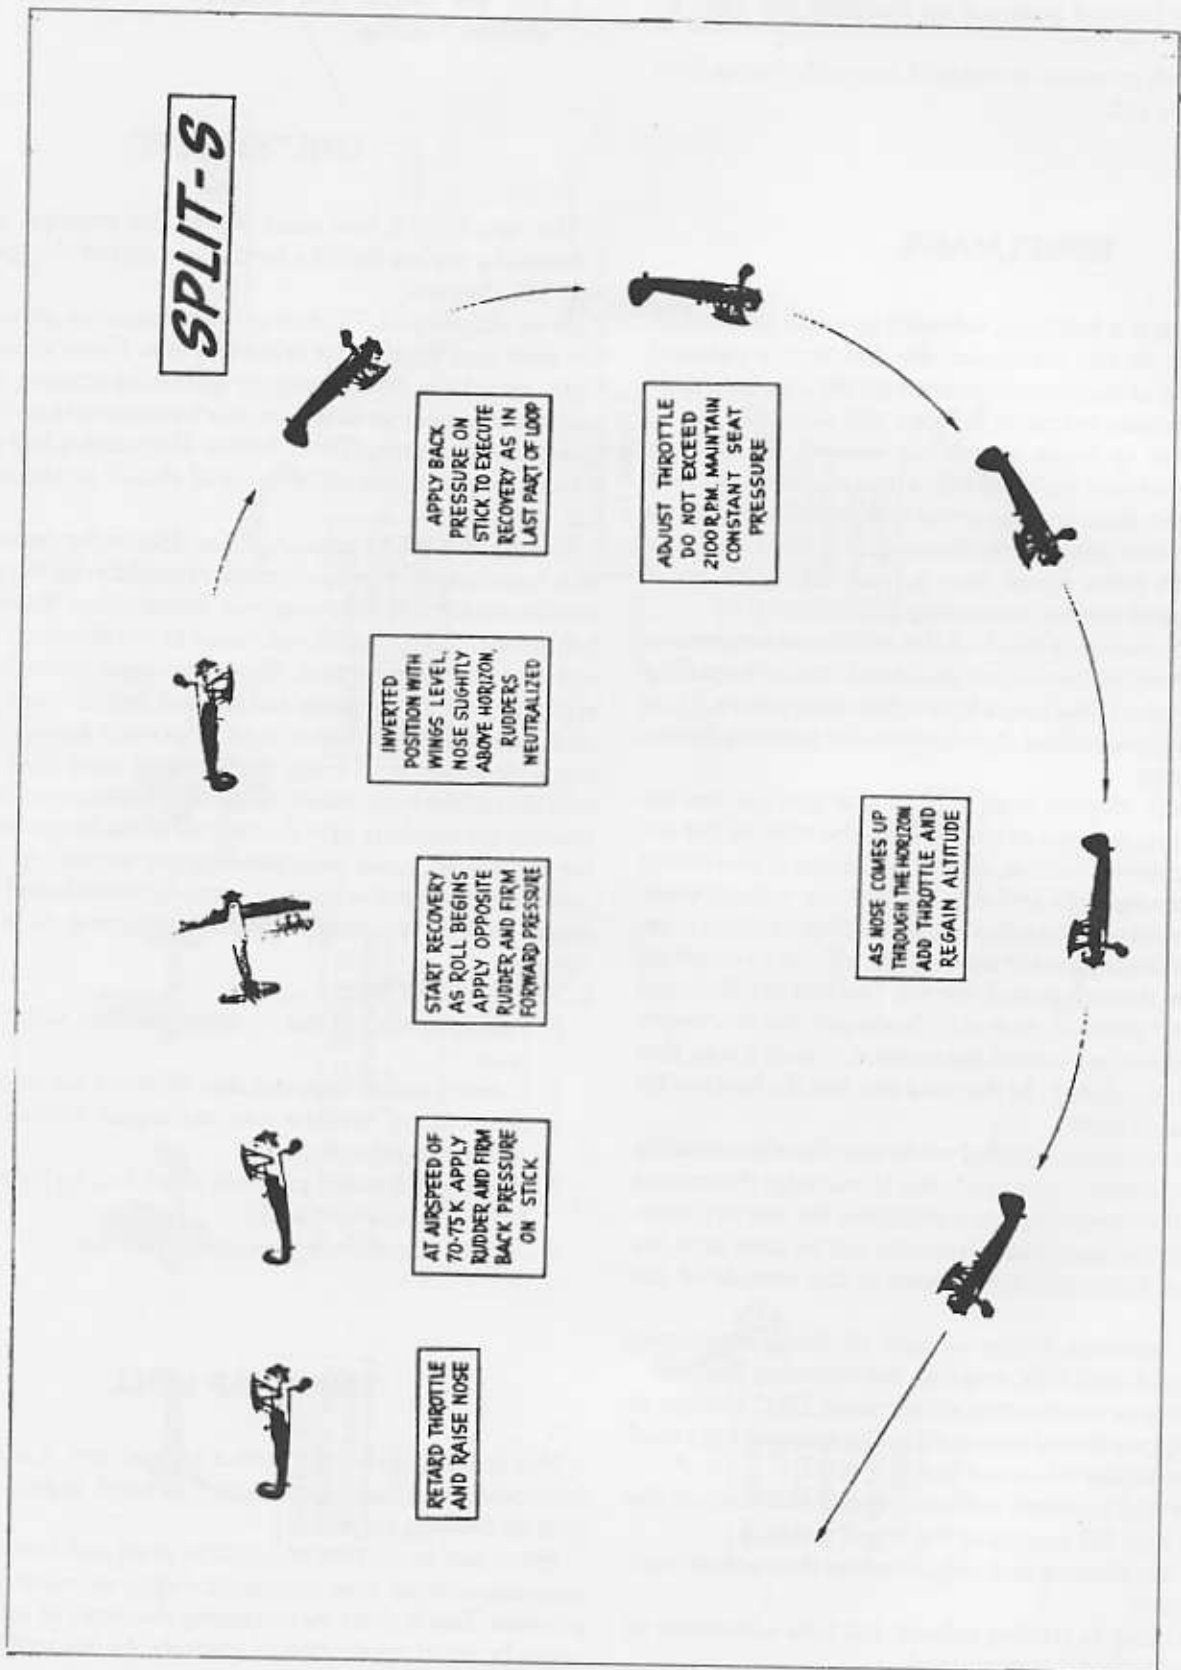 SPLIT-S
RETARD THROTTLE
AND RAISE NOSE
AT AIRSPEED OF
70-75 K APPLY
RUDDER AND FIRM
BACK PRESSURE
ON STICK
START RECOVERY
AS ROLL BEGINS
APPLY OPPOSITE
RUDDER AND FIRM
FORWARD PRESSURE
INVERTED
POSITION WITH
WINGS LEVEL,
NOSE SLIGHTLY
ABOVE HORIZON,
RUDDERS
NEUTRALIZED
APPLY BACK
PRESSURE ON
STICK TO EXECUTE
RECOVERY AS IN
LAST PART OF LOOP
ADJUST THROTTLE
DO NOT EXCEED
2100 R.P.M. MAINTAIN
CONSTANT SEAT
PRESSURE
AS NOSE COMES UP
THROUGH THE HORIZON
ADD THROTTLE AND
REGAIN ALTITUDE